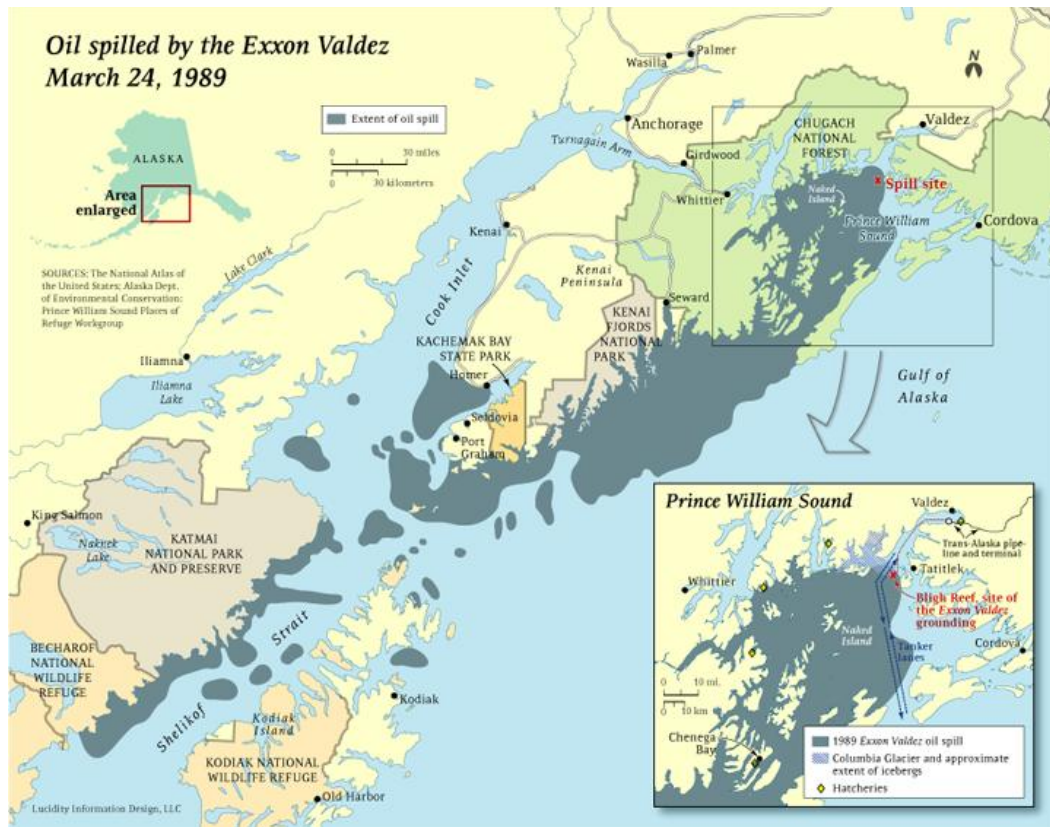 Oil spilled by the Exxon Valdez
March 24, 1989
ALASKA
Area
enlarged
Extent of oil spill
0 30 miles
0 30 kilometers
SOURCES: The National Atlas of
the United States; Alaska Dept.
of Environmental Conservation;
Prince William Sound Places of
Refuge Workgroup
N
Wasilla
Palmer
Anchorage
Turnagain Arm
Girdwood
Whittier
CHUGACH
NATIONAL
FOREST
Valdez
Spill site
Naked
Island
Prince William
Sound
Cordova
Kenai
Cook Inlet
Kenai
Peninsula
Seward
KENAI
FJORDS
NATIONAL
PARK
Lake Clark
KACHEMAK BAY
STATE PARK
Homer
Seldovia
Port
Graham
Iliamna
Iliamna
Lake
Gulf of
Alaska
King Salmon
Naknek
Lake
KATMAI
NATIONAL PARK
AND PRESERVE
BECHAROF
NATIONAL
WILDLIFE
REFUGE
Shelikof
Strait
Kodiak
Kodiak
Island
KODIAK NATIONAL
WILDLIFE REFUGE
Old Harbor
Lucidity Information Design, LLC
Prince William Sound
Valdez
Trans-Alaska pipe-
line and terminal
Tatitlek
Whittier
Bligh Reef, site of
the Exxon Valdez
grounding
Naked
Island
Tanker
lanes
Cordova
0 10 mi.
0 10 km
Chenega
Bay
1989 Exxon Valdez oil spill
Columbia Glacier and approximate
extent of icebergs
Hatcheries